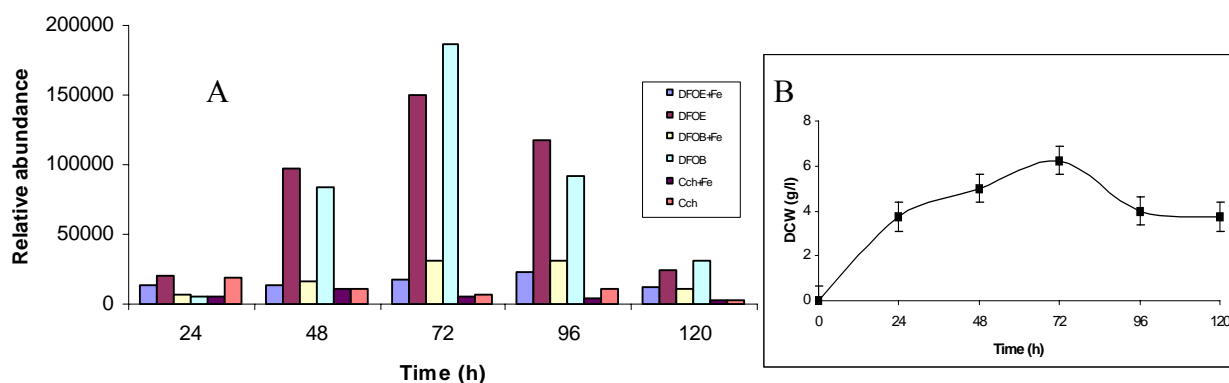 A
Relative abundance
200000
150000
100000
50000
0
24 48 72 96 120
Time (h)
DFOE+Fe
DFOE
DFOB+Fe
DFOB
Cch+Fe
Cch
B
DCW (g/l)
8
6
4
2
0
0 24 48 72 96 120
Time (h)